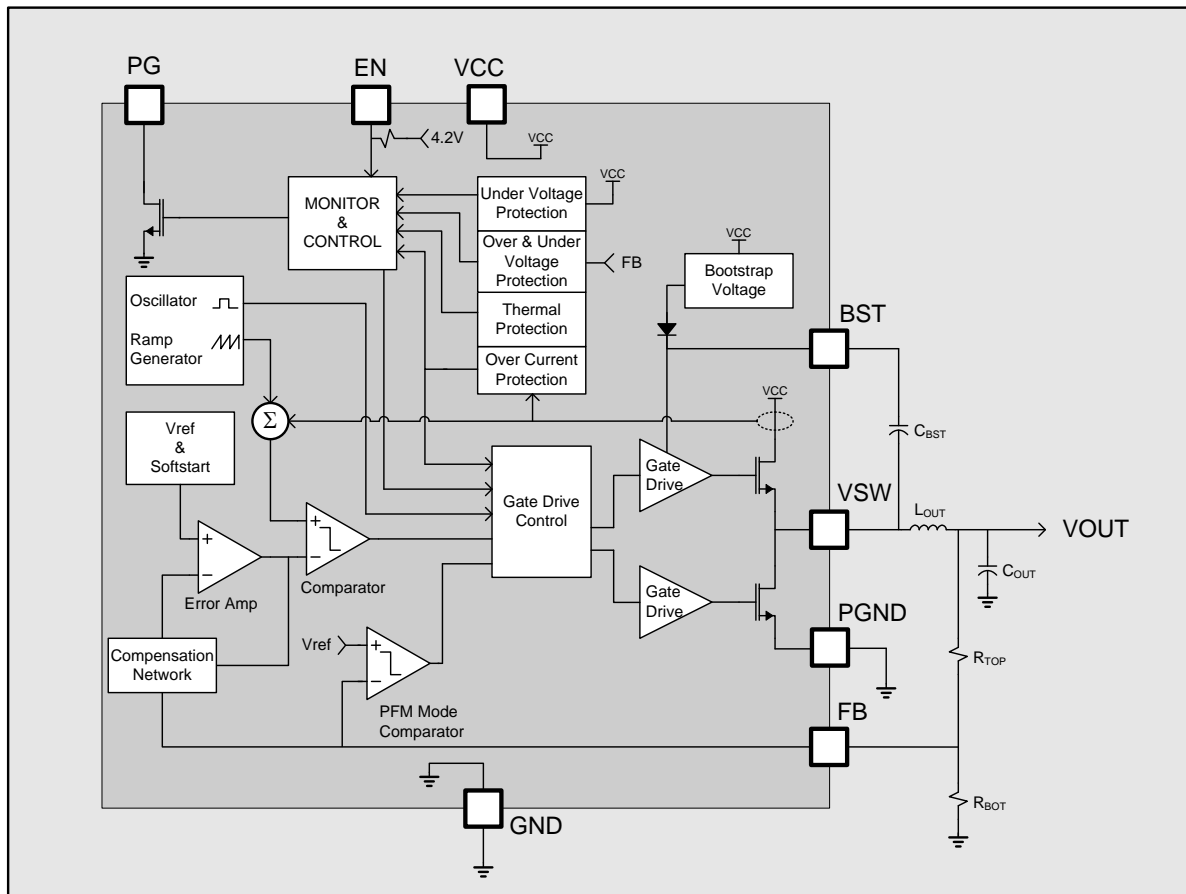 PG
EN
VCC
4.2V
VCC
MONITOR
&
CONTROL
Under Voltage
Protection
VCC
Over & Under
Voltage
Protection
FB
Thermal
Protection
Over Current
Protection
VCC
Bootstrap
Voltage
BST
Oscillator
Ramp
Generator
Σ
VCC
CBST
Vref
&
Softstart
Gate Drive
Control
Gate
Drive
VSW
LOUT
VOUT
COUT
+
−
Error Amp
+
−
Comparator
Gate
Drive
PGND
Compensation
Network
Vref
+
−
PFM Mode
Comparator
RTOP
FB
RBOT
GND